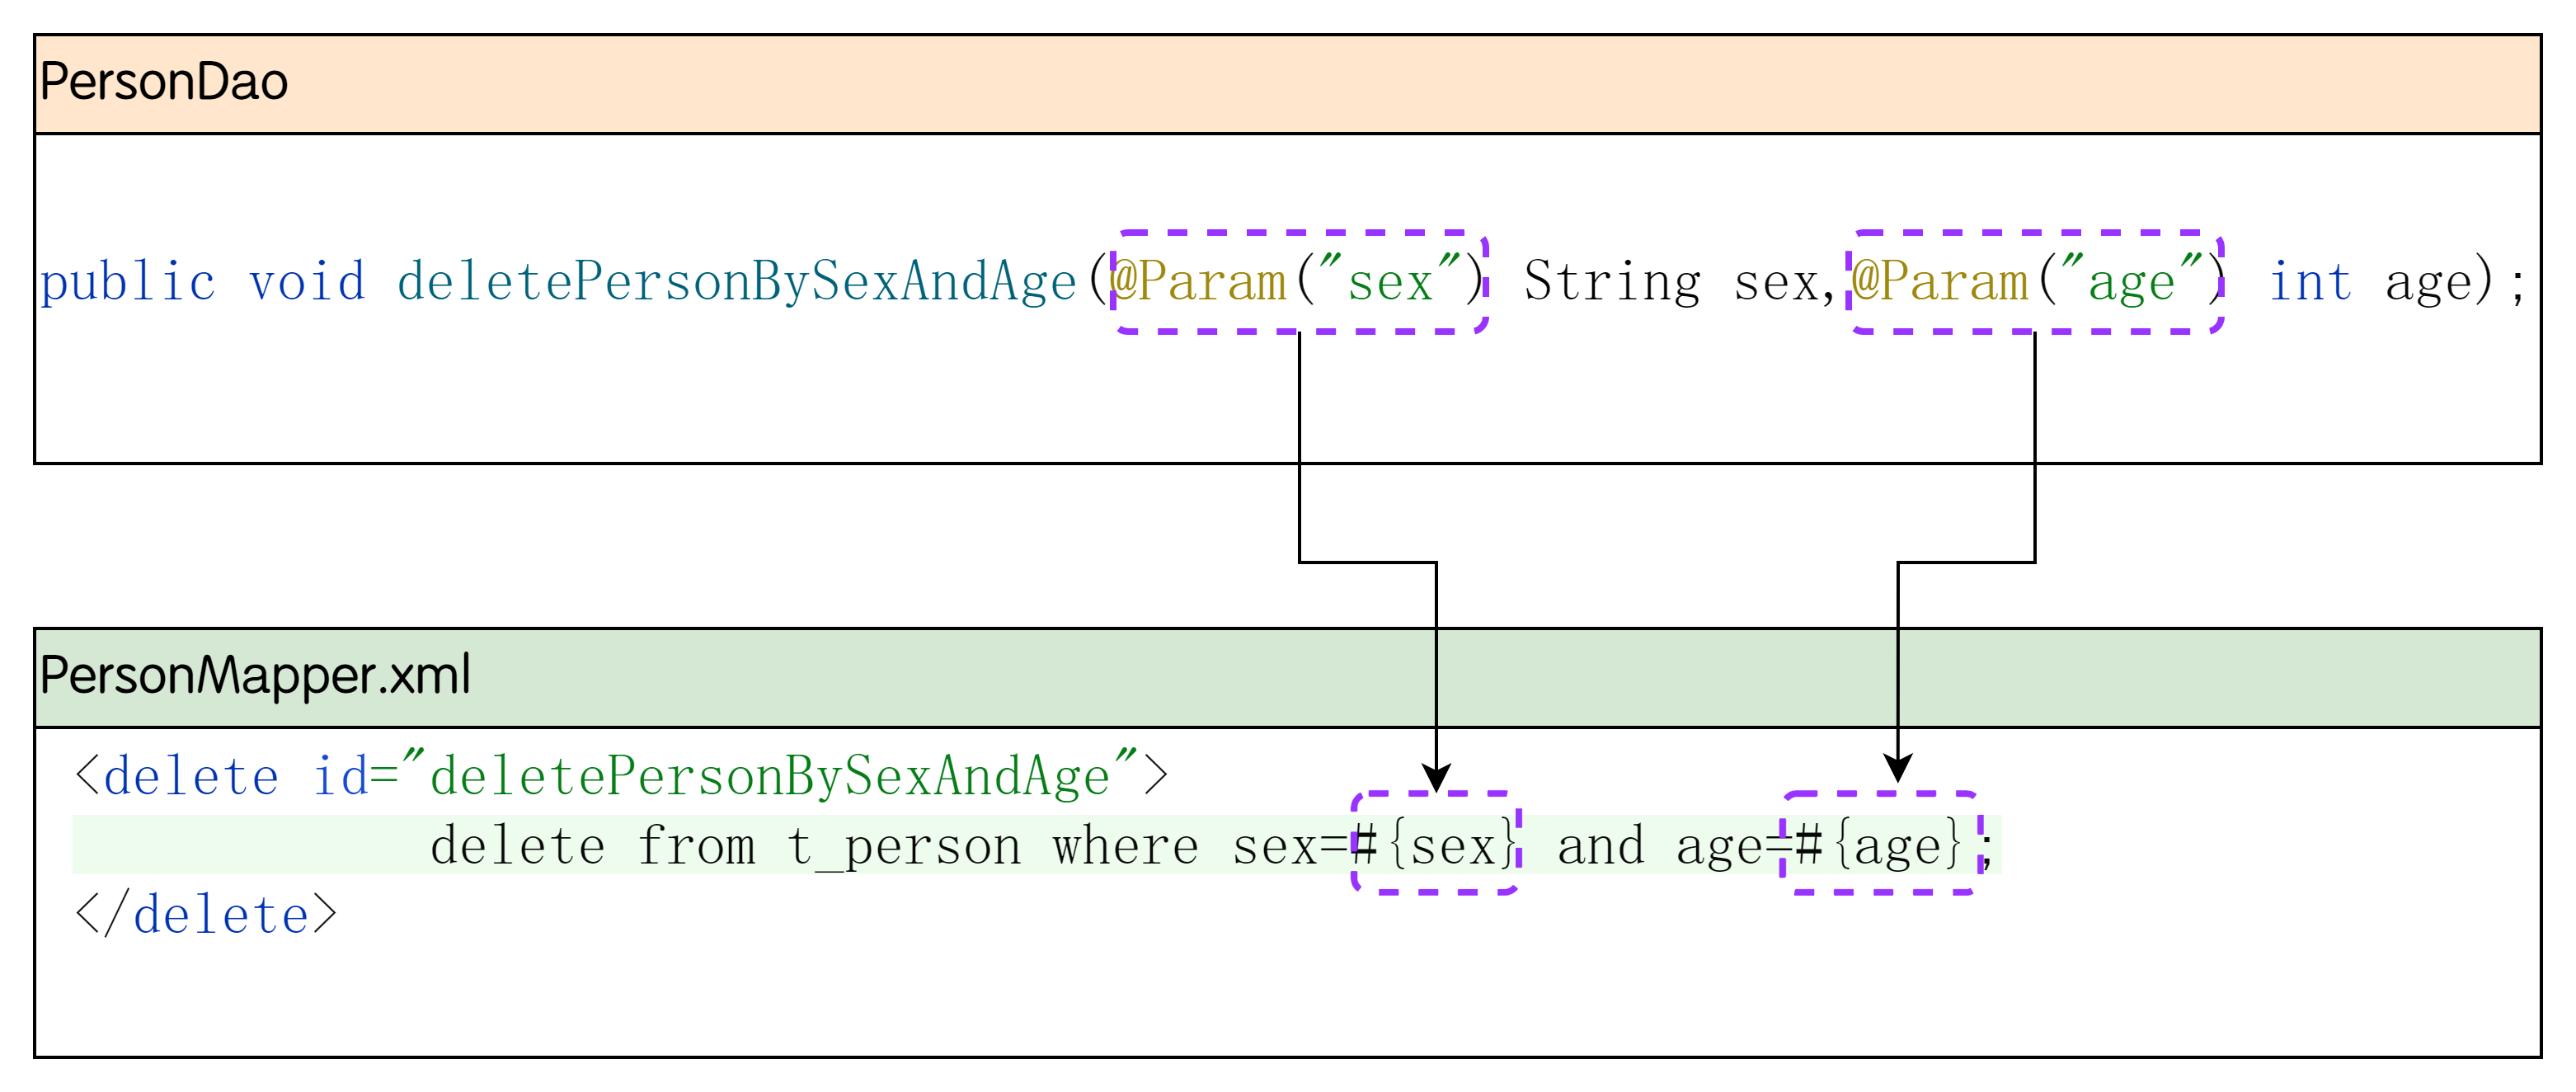 PersonDao
public void deletePersonBySexAndAge(@Param("sex") String sex,@Param("age") int age);
PersonMapper.xml
<delete id="deletePersonBySexAndAge">
delete from t_person where sex=#{sex} and age=#{age};
</delete>